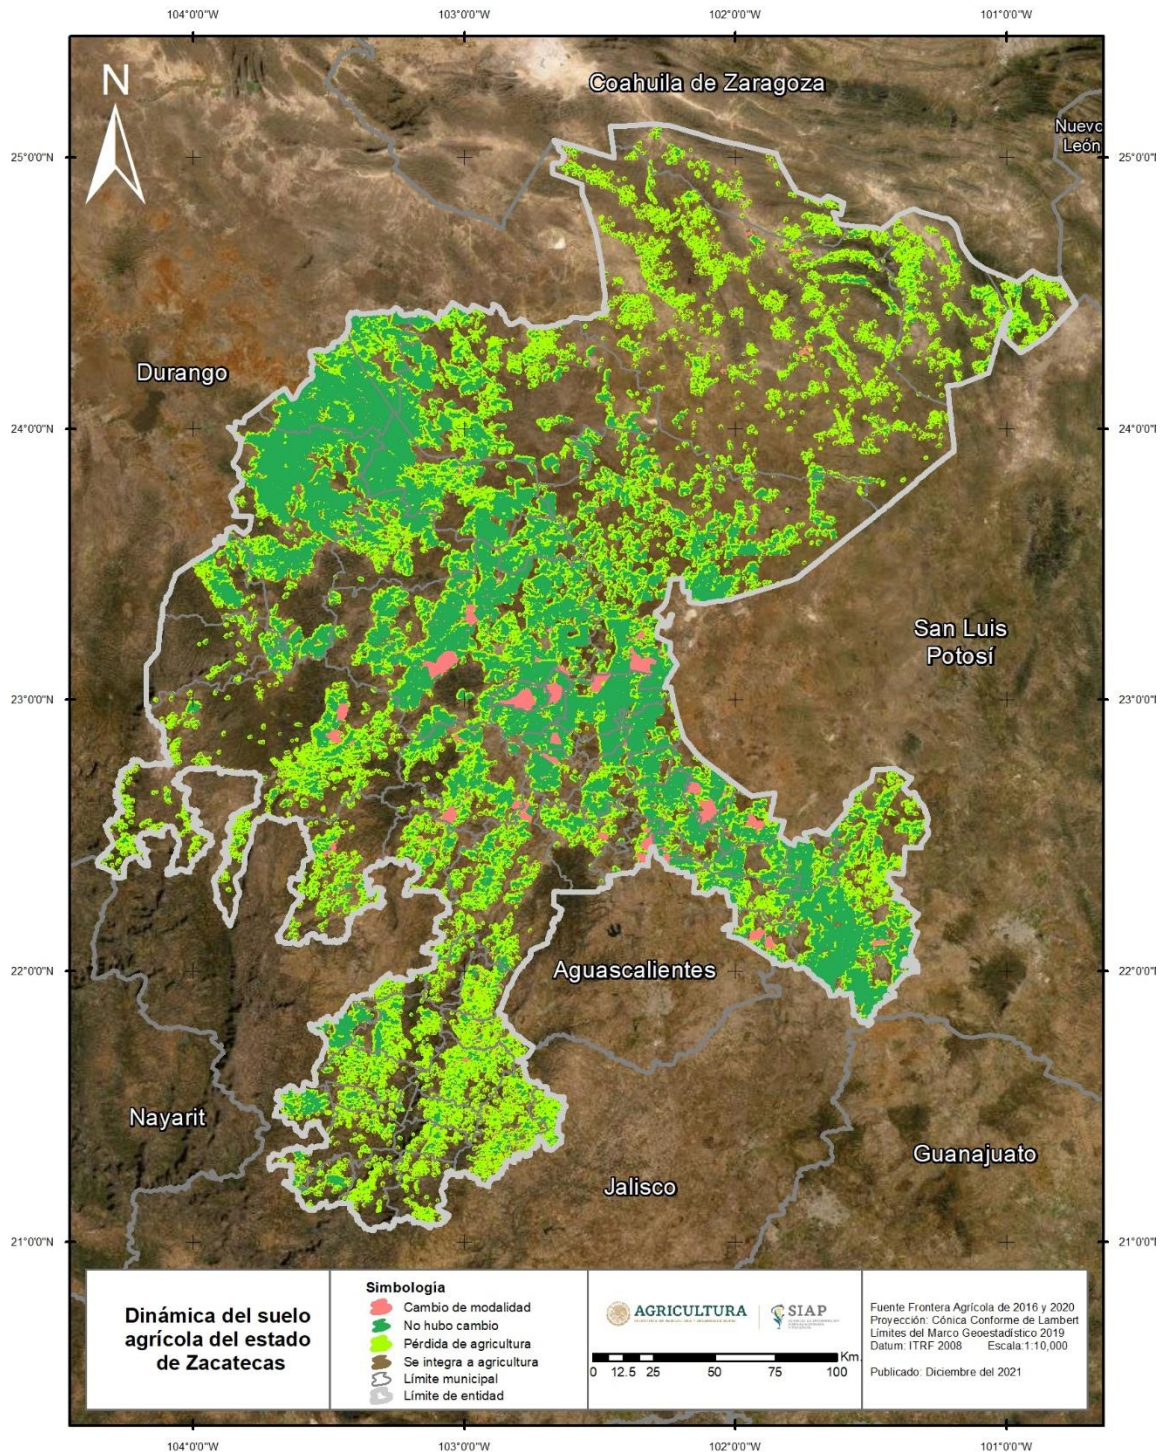 104°0'0"W 103°0'0"W 102°0'0"W 101°0'0"W
N
Coahuila de Zaragoza
Nuevo
León
25°0'0"N 25°0'0"N
Durango
24°0'0"N 24°0'0"N
San Luis
Potosí
23°0'0"N 23°0'0"N
22°0'0"N 22°0'0"N
Aguascalientes
Nayarit
Guanajuato
Jalisco
21°0'0"N 21°0'0"N
Dinámica del suelo
agrícola del estado
de Zacatecas
Simbología
Cambio de modalidad
No hubo cambio
Pérdida de agricultura
Se integra a agricultura
Límite municipal
Límite de entidad
AGRICULTURA
SIAP
Km.
0 12.5 25 50 75 100
Fuente Frontera Agrícola de 2016 y 2020
Proyección: Cónica Conforme de Lambert
Límites del Marco Geoestadístico 2019
Datum: ITRF 2008 Escala:1:10,000
Publicado: Diciembre del 2021
104°0'0"W 103°0'0"W 102°0'0"W 101°0'0"W